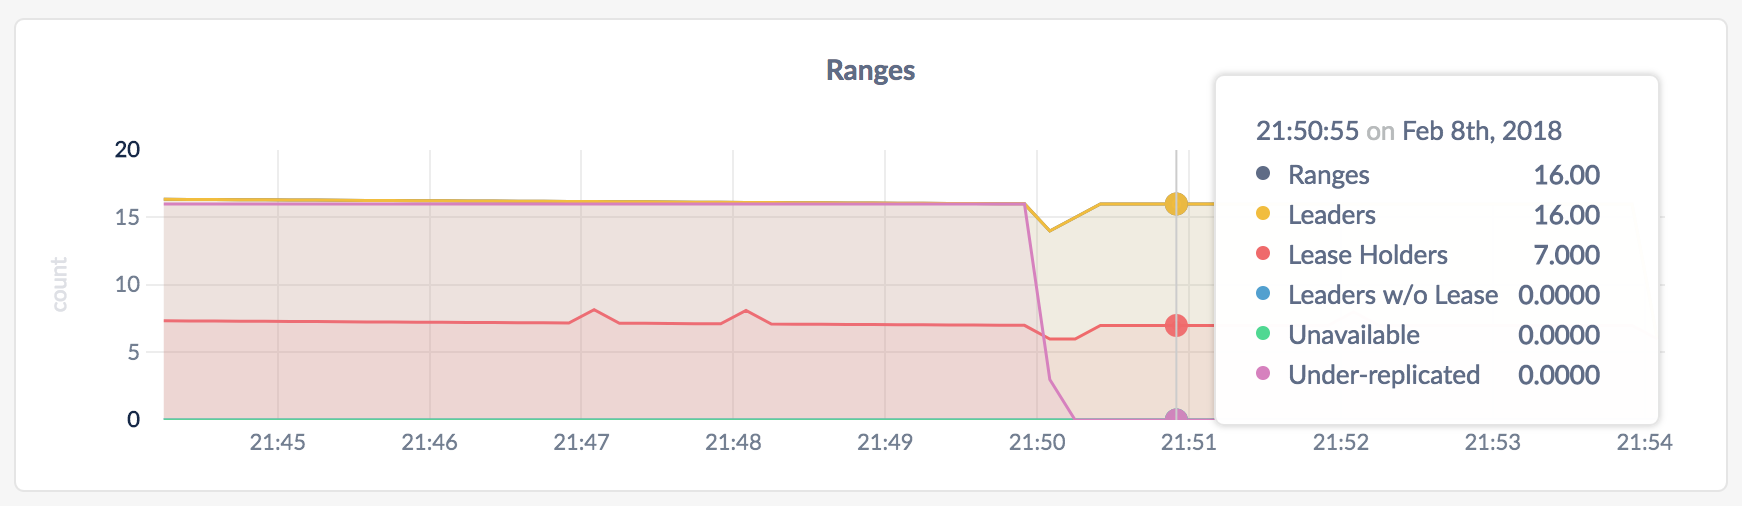 Ranges
21:50:55 on Feb 8th, 2018
Ranges 16.00
Leaders 16.00
Lease Holders 7.000
Leaders w/o Lease 0.0000
Unavailable 0.0000
Under-replicated 0.0000
count
20
15
10
5
0
21:45 21:46 21:47 21:48 21:49 21:50 21:51 21:52 21:53 21:54